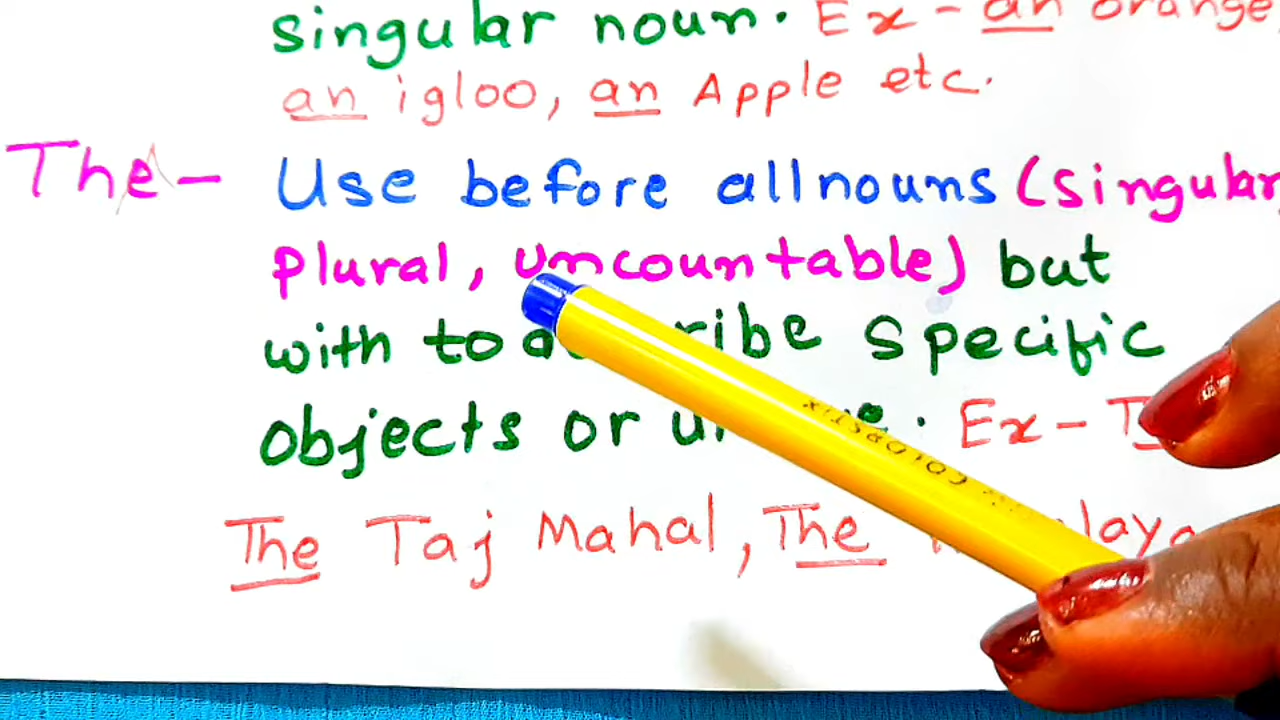 singular noun. Ex - an orange,
an igloo, an Apple etc.
The - Use before all nouns (singular
plural, uncountable) but
with to specific
objects or . Ex -
The Taj Mahal, The
COLORSTIX